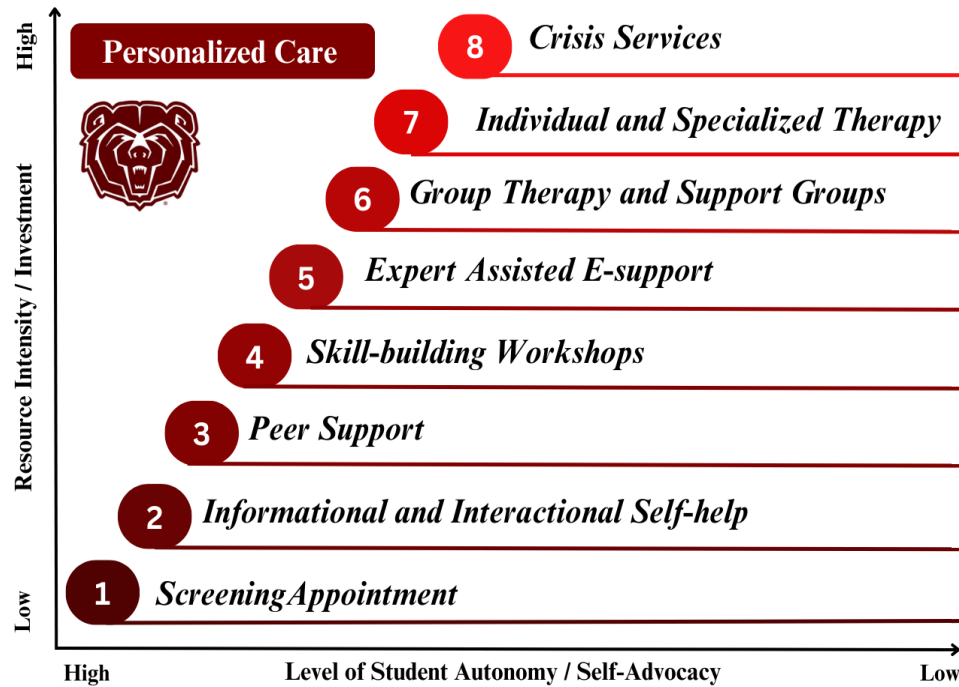 High
Personalized Care
8 Crisis Services
7 Individual and Specialized Therapy
6 Group Therapy and Support Groups
5 Expert Assisted E-support
4 Skill-building Workshops
3 Peer Support
2 Informational and Interactional Self-help
1 Screening Appointment
Resource Intensity / Investment
Low
High
Level of Student Autonomy / Self-Advocacy
Low
®